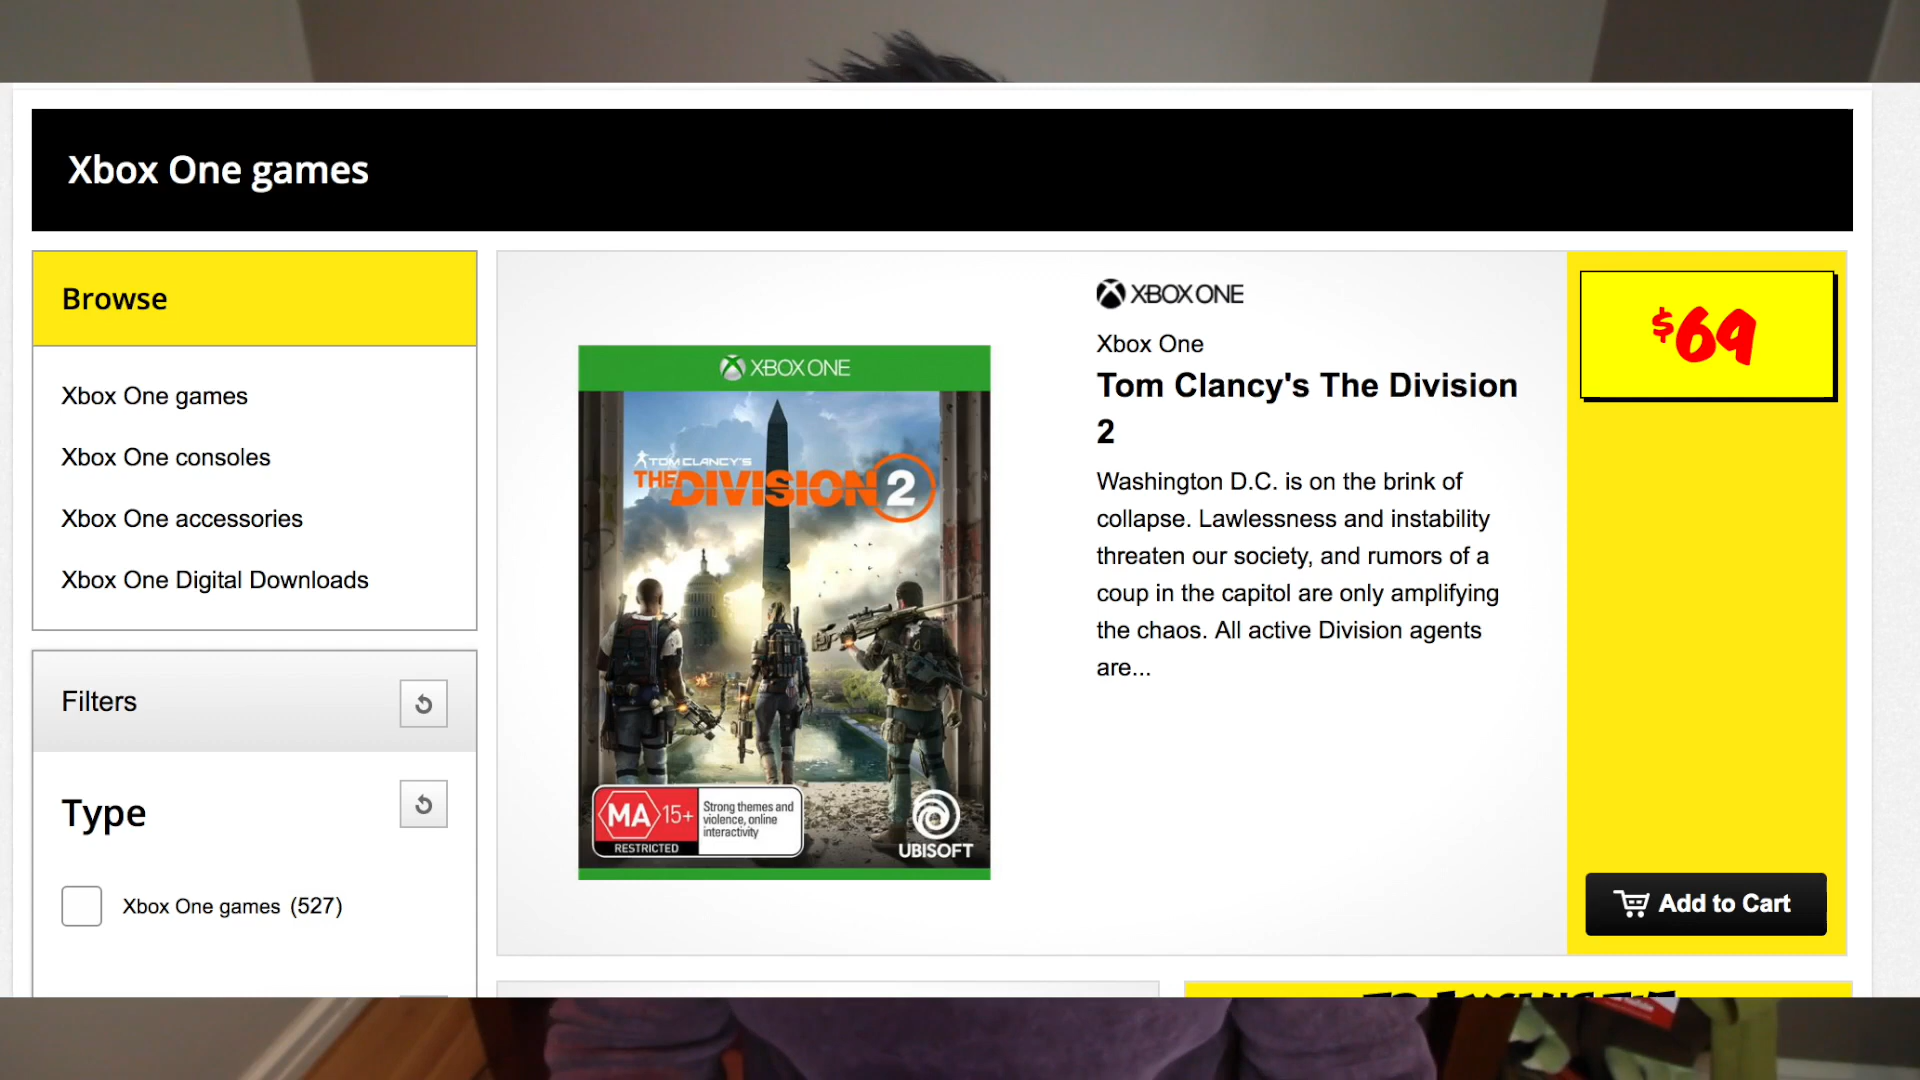 Xbox One games
Browse
Xbox One games
Xbox One consoles
Xbox One accessories
Xbox One Digital Downloads
Filters
Type
Xbox One games (527)
XBOX ONE
TOM CLANCY'S
THE DIVISION 2
MA 15+
RESTRICTED
Strong themes and
violence, online
interactivity
UBISOFT
XBOX ONE
Xbox One
Tom Clancy's The Division
2
Washington D.C. is on the brink of
collapse. Lawlessness and instability
threaten our society, and rumors of a
coup in the capitol are only amplifying
the chaos. All active Division agents
are...
$69
Add to Cart